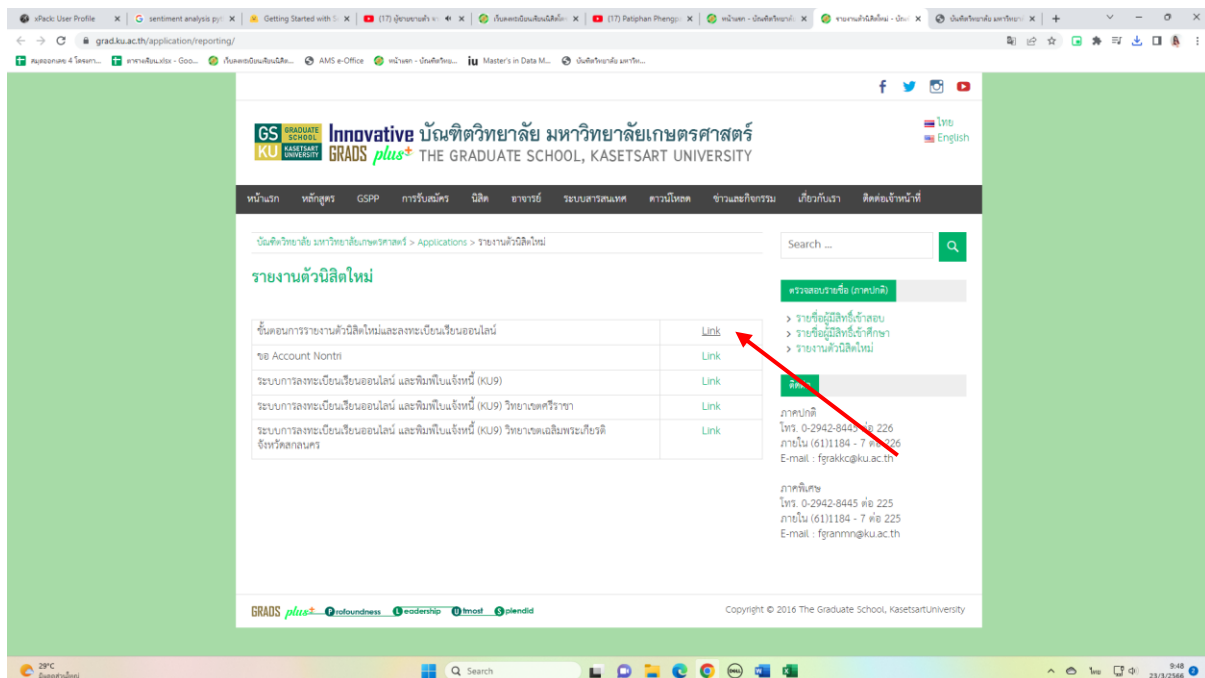 xPack: User Profile
sentiment analysis pyt
Getting Started with S
(17) Patiphan Phengp
grad.ku.ac.th/application/reporting/
AMS e-Office
Master's in Data M...
ไทย
English
GS GRADUATE SCHOOL
KU KASETSART UNIVERSITY
Innovative บัณฑิตวิทยาลัย มหาวิทยาลัยเกษตรศาสตร์
GRADS plus± THE GRADUATE SCHOOL, KASETSART UNIVERSITY
หน้าแรก หลักสูตร GSPP การรับสมัคร นิสิต อาจารย์ ระบบสารสนเทศ ดาวน์โหลด ข่าวและกิจกรรม เกี่ยวกับเรา ติดต่อเจ้าหน้าที่
บัณฑิตวิทยาลัย มหาวิทยาลัยเกษตรศาสตร์ > Applications > รายงานตัวนิสิตใหม่
รายงานตัวนิสิตใหม่
ขั้นตอนการรายงานตัวนิสิตใหม่และลงทะเบียนเรียนออนไลน์ Link
ขอ Account Nontri Link
ระบบการลงทะเบียนเรียนออนไลน์ และพิมพ์ใบแจ้งหนี้ (KU9) Link
ระบบการลงทะเบียนเรียนออนไลน์ และพิมพ์ใบแจ้งหนี้ (KU9) วิทยาเขตศรีราชา Link
ระบบการลงทะเบียนเรียนออนไลน์ และพิมพ์ใบแจ้งหนี้ (KU9) วิทยาเขตเฉลิมพระเกียรติ Link
จังหวัดสกลนคร
Search ...
ตรวจสอบรายชื่อ (ภาคปกติ)
> รายชื่อผู้มีสิทธิ์เข้าสอบ
> รายชื่อผู้มีสิทธิ์เข้าศึกษา
> รายงานตัวนิสิตใหม่
ภาคปกติ
โทร. 0-2942-8445 ต่อ 226
ภายใน (61)1184 - 7 ต่อ 226
E-mail : fgrakkc@ku.ac.th
ภาคพิเศษ
โทร. 0-2942-8445 ต่อ 225
ภายใน (61)1184 - 7 ต่อ 225
E-mail : fgranmn@ku.ac.th
GRADS plus± Profoundness Leadership Utmost Splendid
Copyright © 2016 The Graduate School, KasetsartUniversity
29°C
Search
ไทย
9:48
23/3/2566